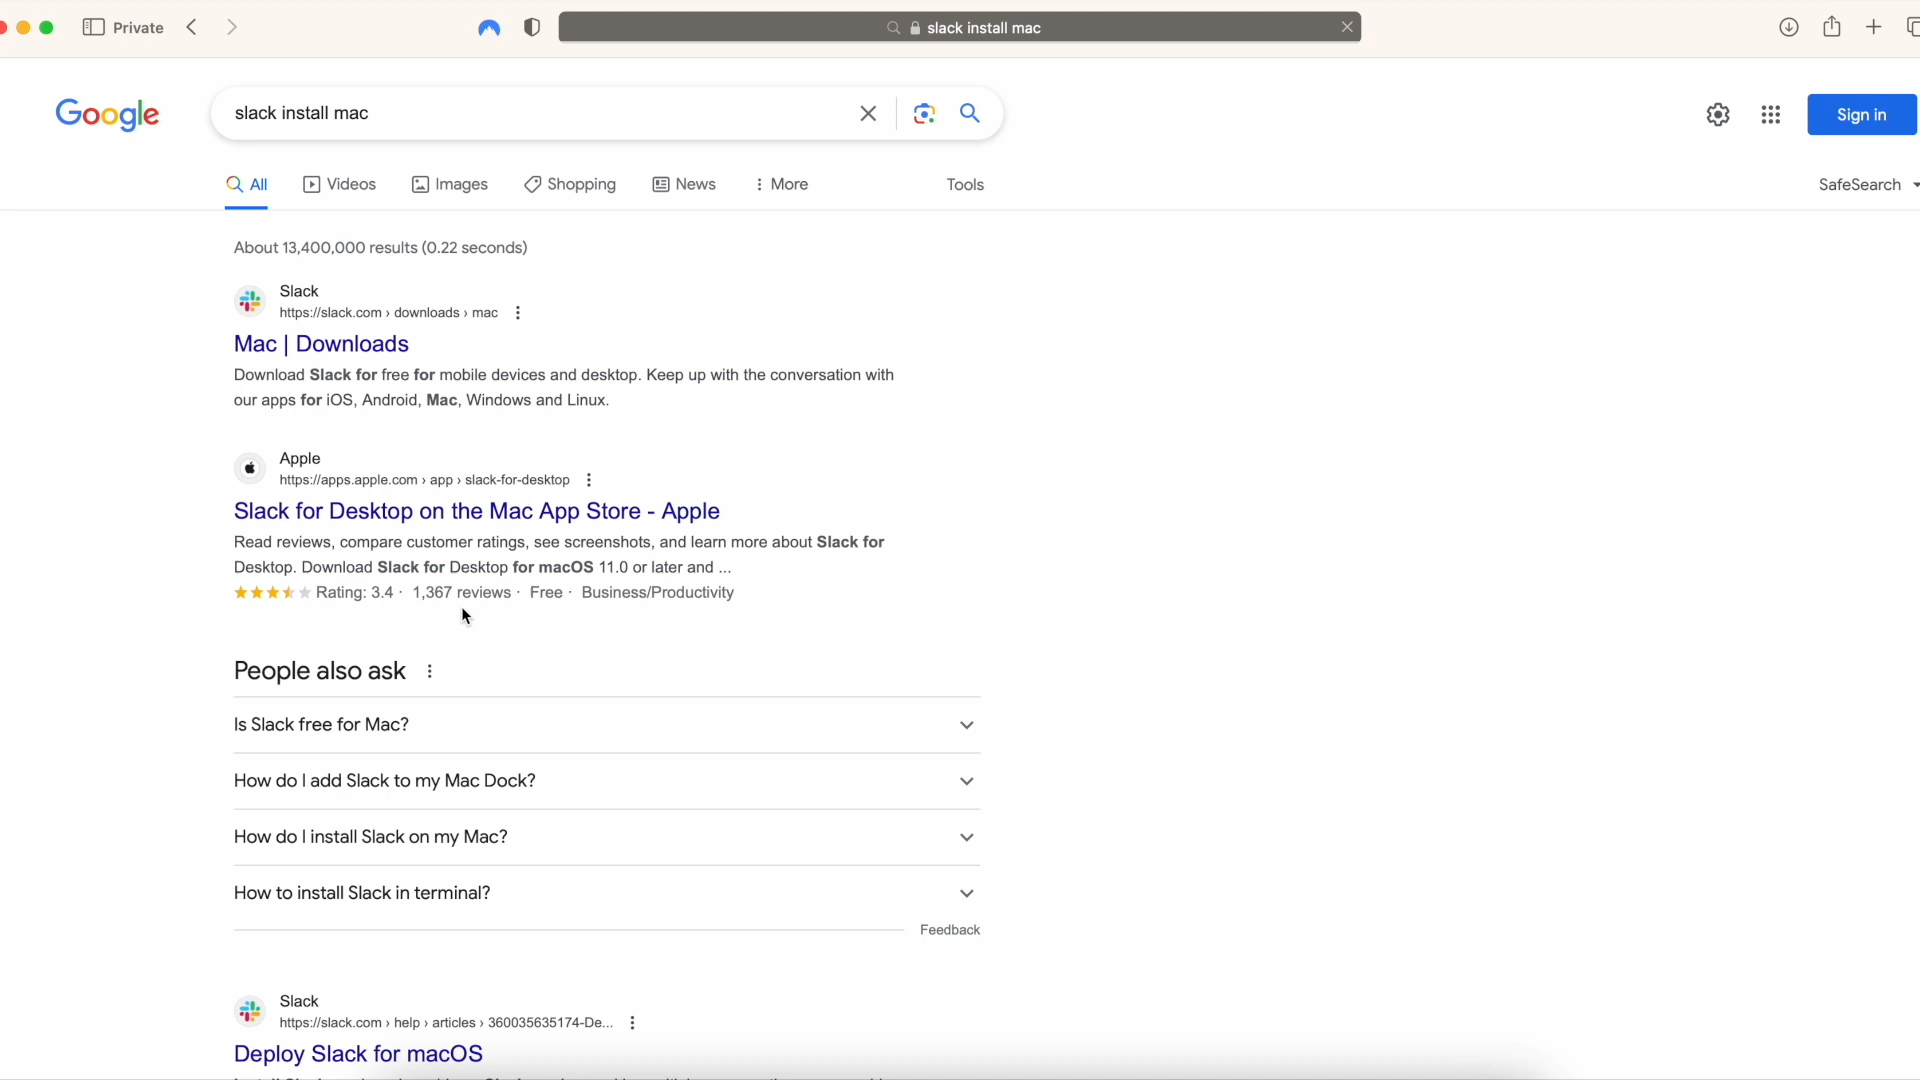 Private
slack install mac
Google
slack install mac
Sign in
All
Videos
Images
Shopping
News
More
Tools
SafeSearch
About 13,400,000 results (0.22 seconds)
Slack
https://slack.com › downloads › mac
Mac | Downloads
Download Slack for free for mobile devices and desktop. Keep up with the conversation with
our apps for iOS, Android, Mac, Windows and Linux.
Apple
https://apps.apple.com › app › slack-for-desktop
Slack for Desktop on the Mac App Store - Apple
Read reviews, compare customer ratings, see screenshots, and learn more about Slack for
Desktop. Download Slack for Desktop for macOS 11.0 or later and ...
Rating: 3.4 · 1,367 reviews · Free · Business/Productivity
People also ask
Is Slack free for Mac?
How do I add Slack to my Mac Dock?
How do I install Slack on my Mac?
How to install Slack in terminal?
Feedback
Slack
https://slack.com › help › articles › 360035635174-De...
Deploy Slack for macOS